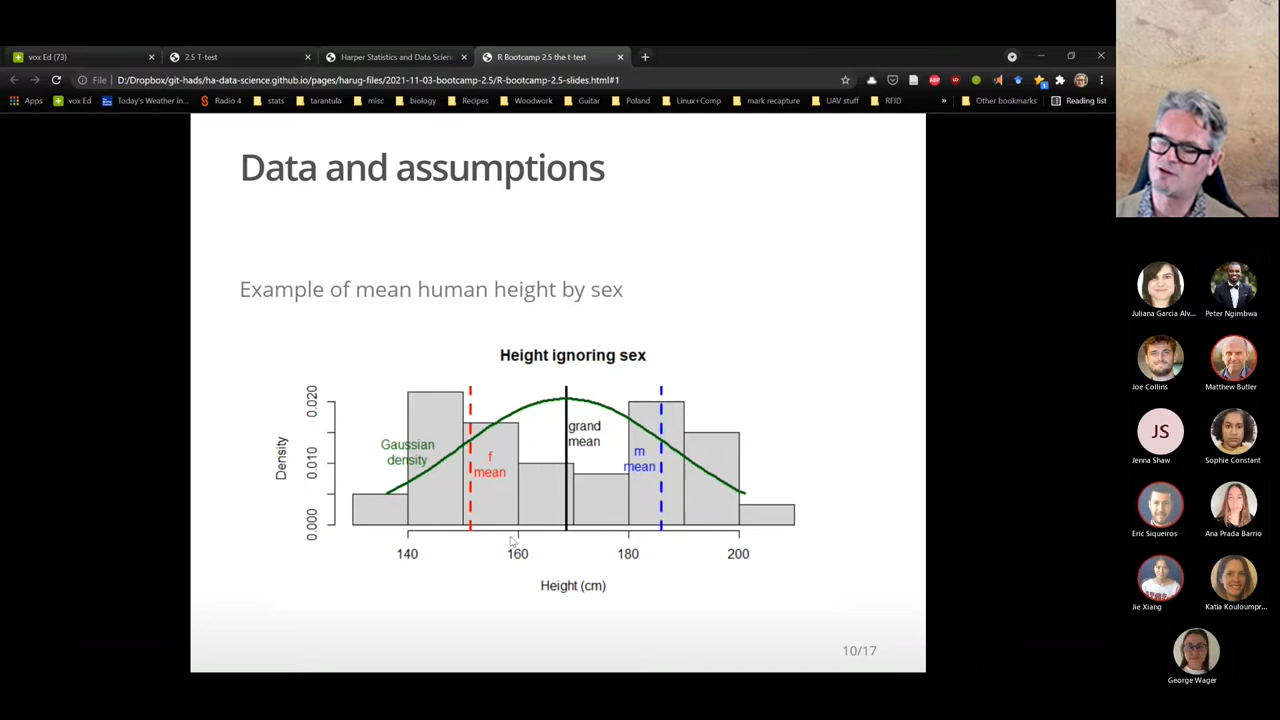 vox Ed (73)
2.5 T-test
Harper Statistics and Data Scienc
R Bootcamp 2.5 the t-test
File
D:/Dropbox/git-hads/ha-data-science.github.io/pages/harug-files/2021-11-03-bootcamp-2.5/R-bootcamp-2.5-slides.html#1
Apps
vox Ed
Today's Weather in...
Radio 4
stats
tarantula
misc
biology
Recipes
Woodwork
Guitar
Poland
Linux+Comp
mark recapture
UAV stuff
RFID
»
Other bookmarks
Reading list
Data and assumptions
Example of mean human height by sex
Height ignoring sex
Density
0.020
0.010
0.000
Gaussian
density
f
mean
grand
mean
m
mean
140
160
180
200
Height (cm)
10/17
Juliana Garcia Alv...
Peter Ngimbwa
Joe Collins
Matthew Butler
JS
Jenna Shaw
Sophie Constant
Eric Siqueiros
Ana Prada Barrio
Jie Xiang
Katia Kouloumpr...
George Wager